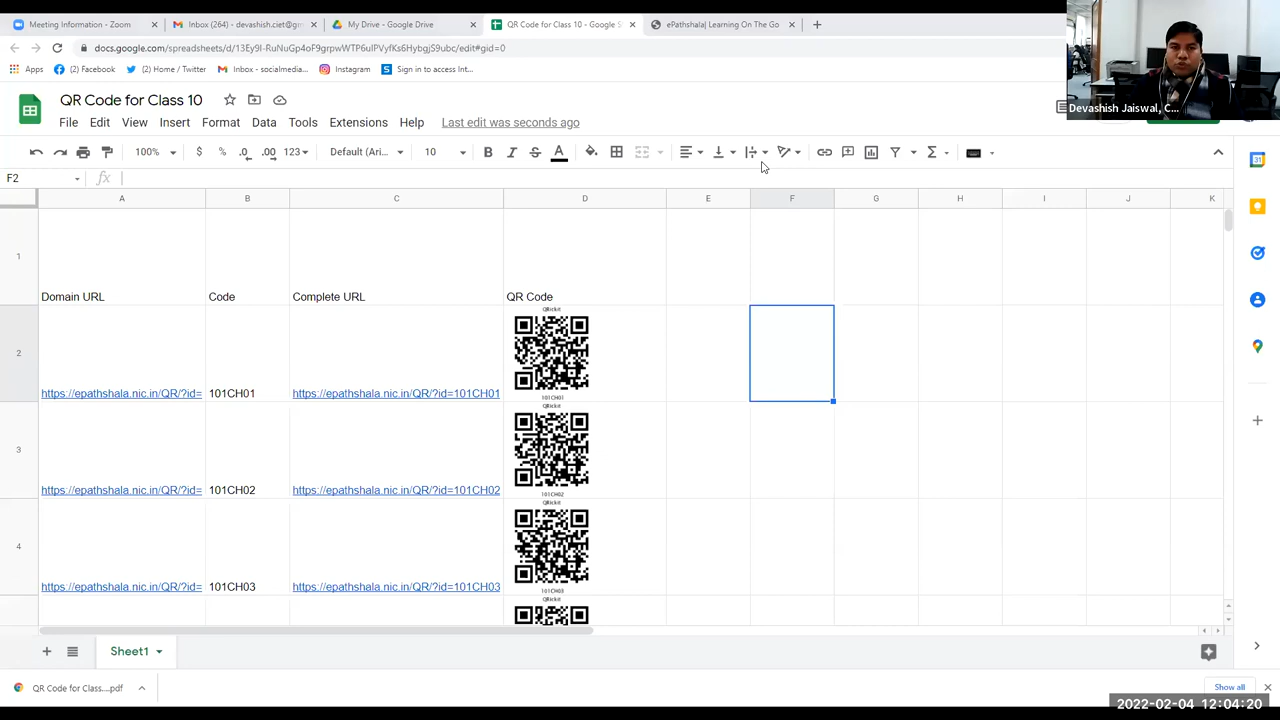 Meeting Information - Zoom
Inbox (264) - devashish.ciet@gm
My Drive - Google Drive
QR Code for Class 10 - Google S
ePathshala| Learning On The Go
docs.google.com/spreadsheets/d/13Ey9I-RuNuGp4oF9grpwWTP6uIPVyfKs6HybgjS9ubc/edit#gid=0
Apps
(2) Facebook
(2) Home / Twitter
Inbox - socialmedia...
Instagram
Sign in to access Int...
Devashish Jaiswal, C...
QR Code for Class 10
File Edit View Insert Format Data Tools Extensions Help Last edit was seconds ago
100% $ % .0 .00 123 Default (Ari... 10 B I S A
F2 fx
A B C D E F G H I J K
1 Domain URL Code Complete URL QR Code
QRickit
2 https://epathshala.nic.in/QR/?id= 101CH01 https://epathshala.nic.in/QR/?id=101CH01
101CH01
QRickit
3 https://epathshala.nic.in/QR/?id= 101CH02 https://epathshala.nic.in/QR/?id=101CH02
101CH02
QRickit
4 https://epathshala.nic.in/QR/?id= 101CH03 https://epathshala.nic.in/QR/?id=101CH03
101CH03
QRickit
Sheet1
QR Code for Class....pdf
Show all
2022-02-04 12:04:20